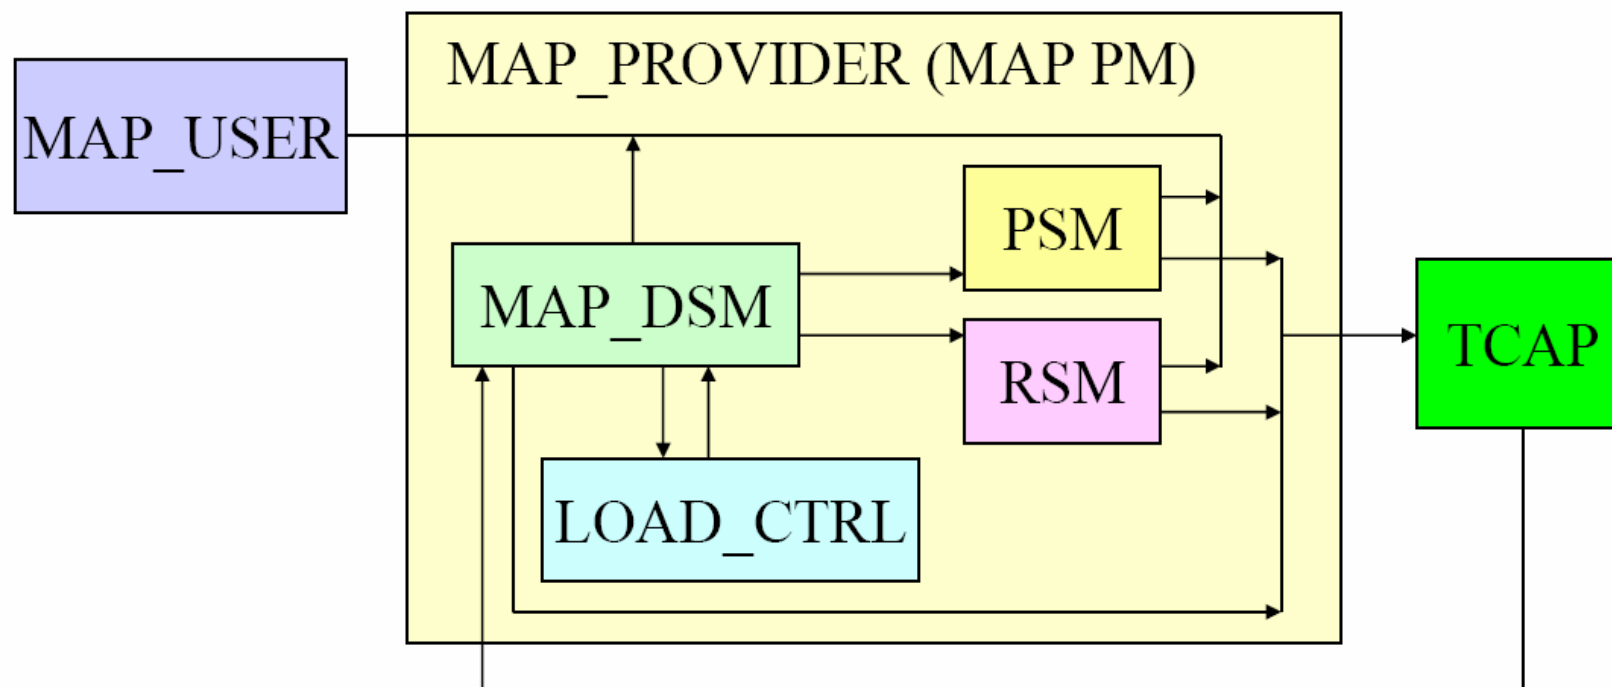 MAP_PROVIDER (MAP PM)
MAP_USER
PSM
MAP_DSM
TCAP
RSM
LOAD_CTRL